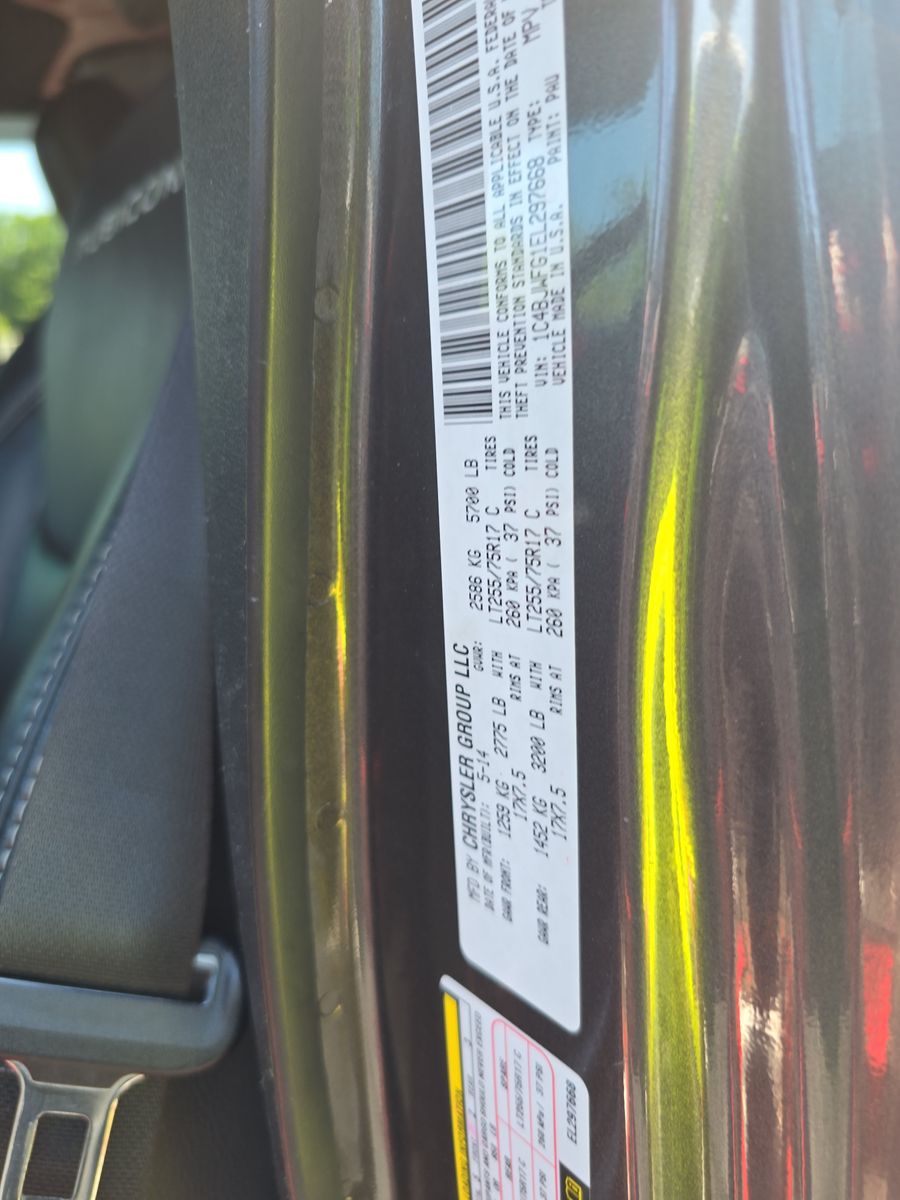 MFD BY CHRYSLER GROUP LLC
DATE OF MFR(BUILT): 5-14 GVWR: 2586 KG 5700 LB
GAWR FRONT: 1259 KG 2775 LB WITH LT255/75R17 C TIRES
17X7.5 RIMS AT 260 KPA ( 37 PSI) COLD
GAWR REAR: 1452 KG 3200 LB WITH LT255/75R17 C TIRES
17X7.5 RIMS AT 260 KPA ( 37 PSI) COLD
THIS VEHICLE CONFORMS TO ALL APPLICABLE U.S.A.
THEFT PREVENTION STANDARDS IN EFFECT ON THE DATE OF
VIN: 1C4BJWFG1EL297668 TYPE: MPV
VEHICLE MADE IN U.S.A. PAINT: PAU
EL297668